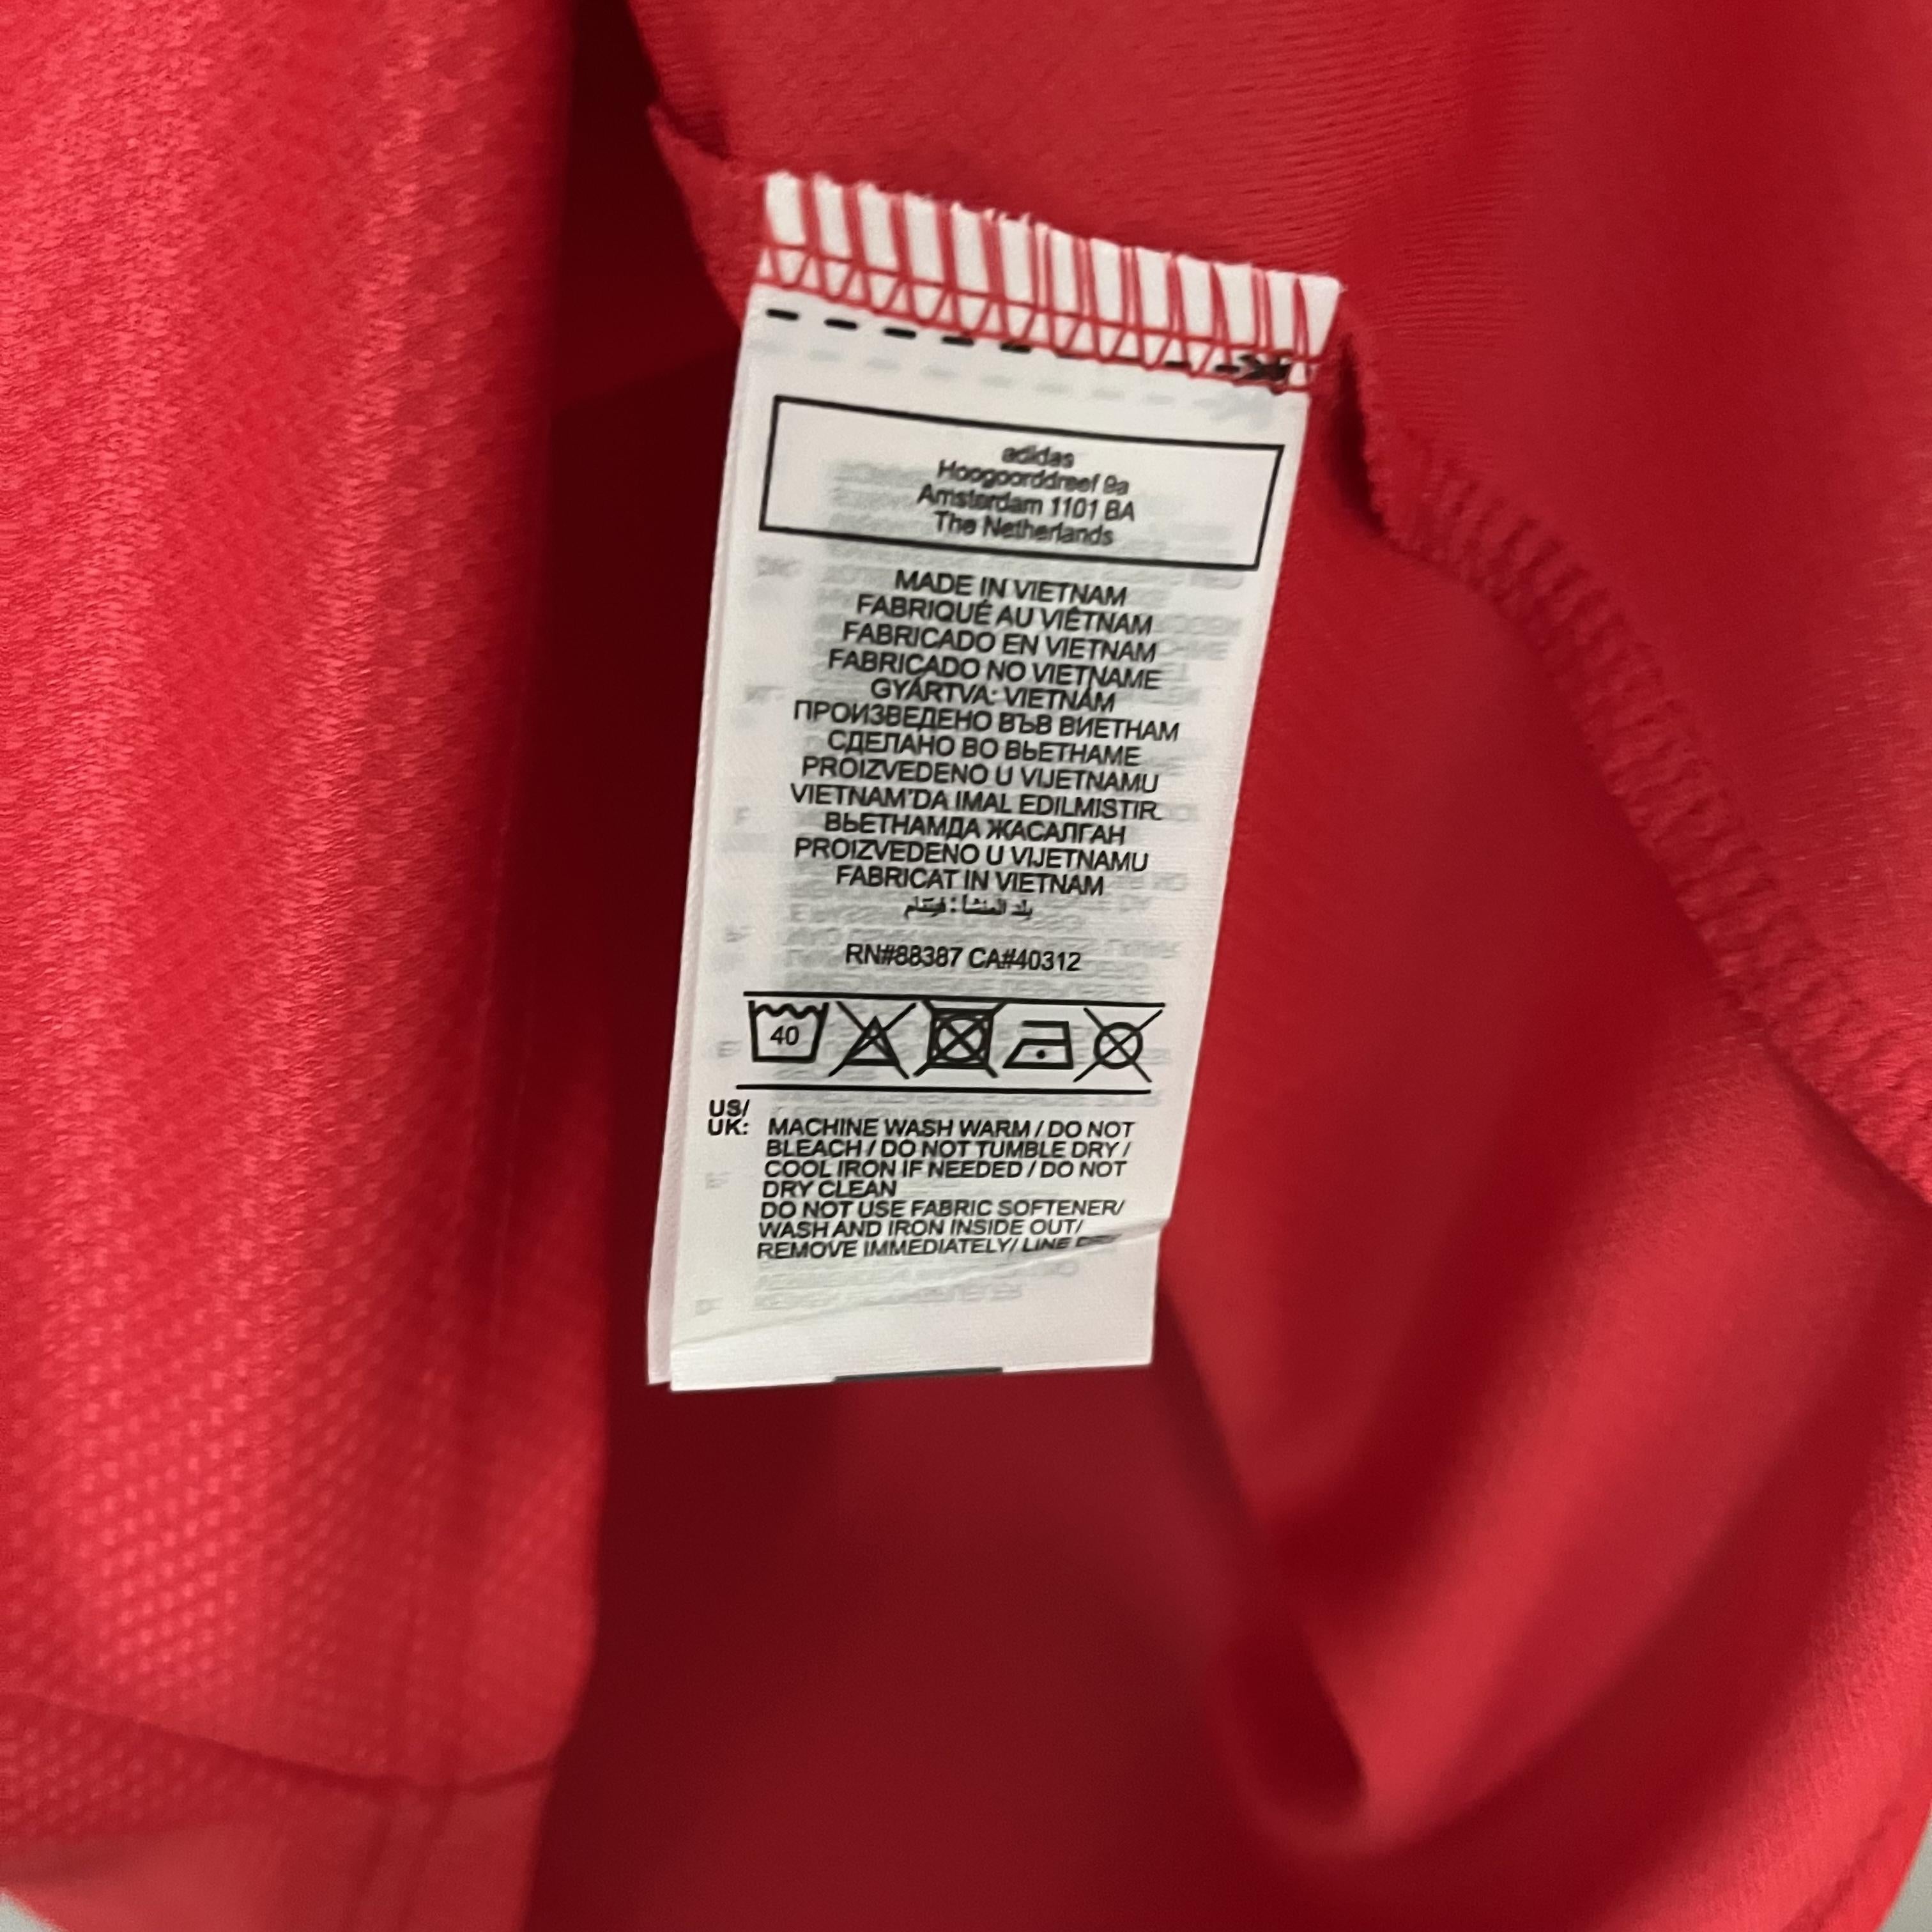 adidas
Hoogoorddreef 9a
Amsterdam 1101 BA
The Netherlands
MADE IN VIETNAM
FABRIQUÉ AU VIÊTNAM
FABRICADO EN VIETNAM
FABRICADO NO VIETNAME
GYÁRTVA: VIETNÁM
ПРОИЗВЕДЕНО ВЪВ ВИЕТНАМ
СДЕЛАНО ВО ВЬЕТНАМЕ
PROIZVEDENO U VIJETNAMU
VIETNAM'DA IMAL EDILMISTIR.
ВЬЕТНАМДА ЖАСАЛҒАН
PROIZVEDENO U VIJETNAMU
FABRICAT IN VIETNAM
بلد المنشأ : فيتنام
RN#88387 CA#40312
40
US/
UK: MACHINE WASH WARM / DO NOT
BLEACH / DO NOT TUMBLE DRY /
COOL IRON IF NEEDED / DO NOT
DRY CLEAN
DO NOT USE FABRIC SOFTENER/
WASH AND IRON INSIDE OUT/
REMOVE IMMEDIATELY/ LINE DRY